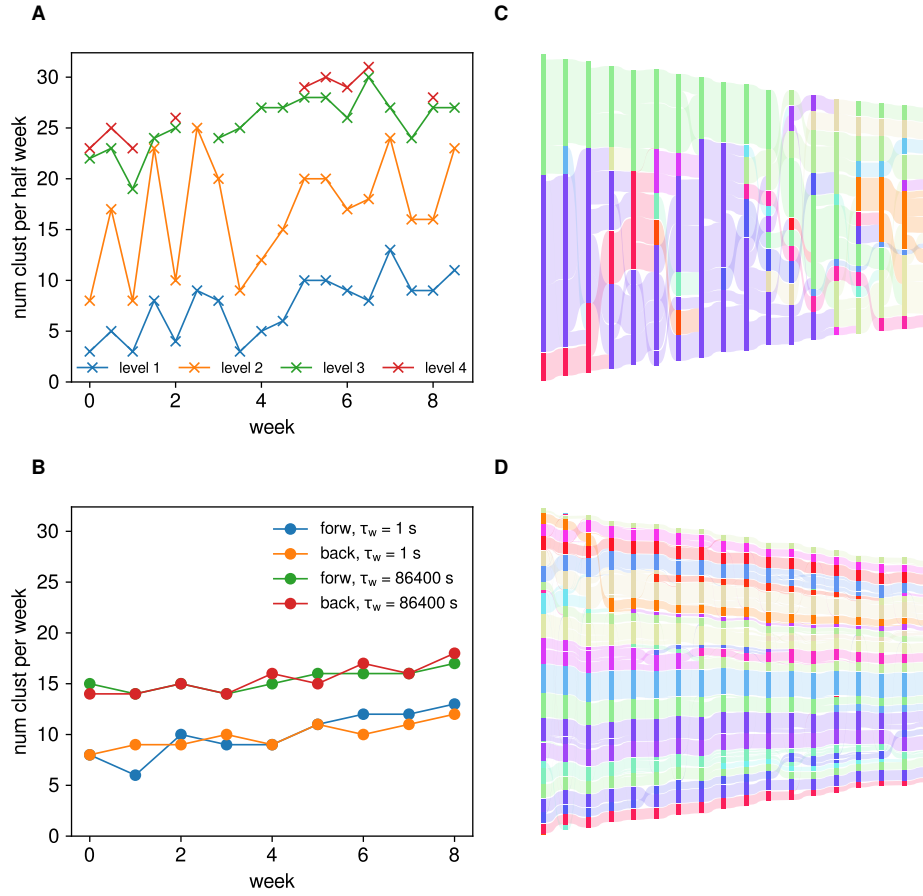 A
C
num clust per half week
30
25
20
15
10
5
0
level 1
level 2
level 3
level 4
0
2
4
6
8
week
B
D
num clust per week
30
25
20
15
10
5
0
forw, τw = 1 s
back, τw = 1 s
forw, τw = 86400 s
back, τw = 86400 s
0
2
4
6
8
week